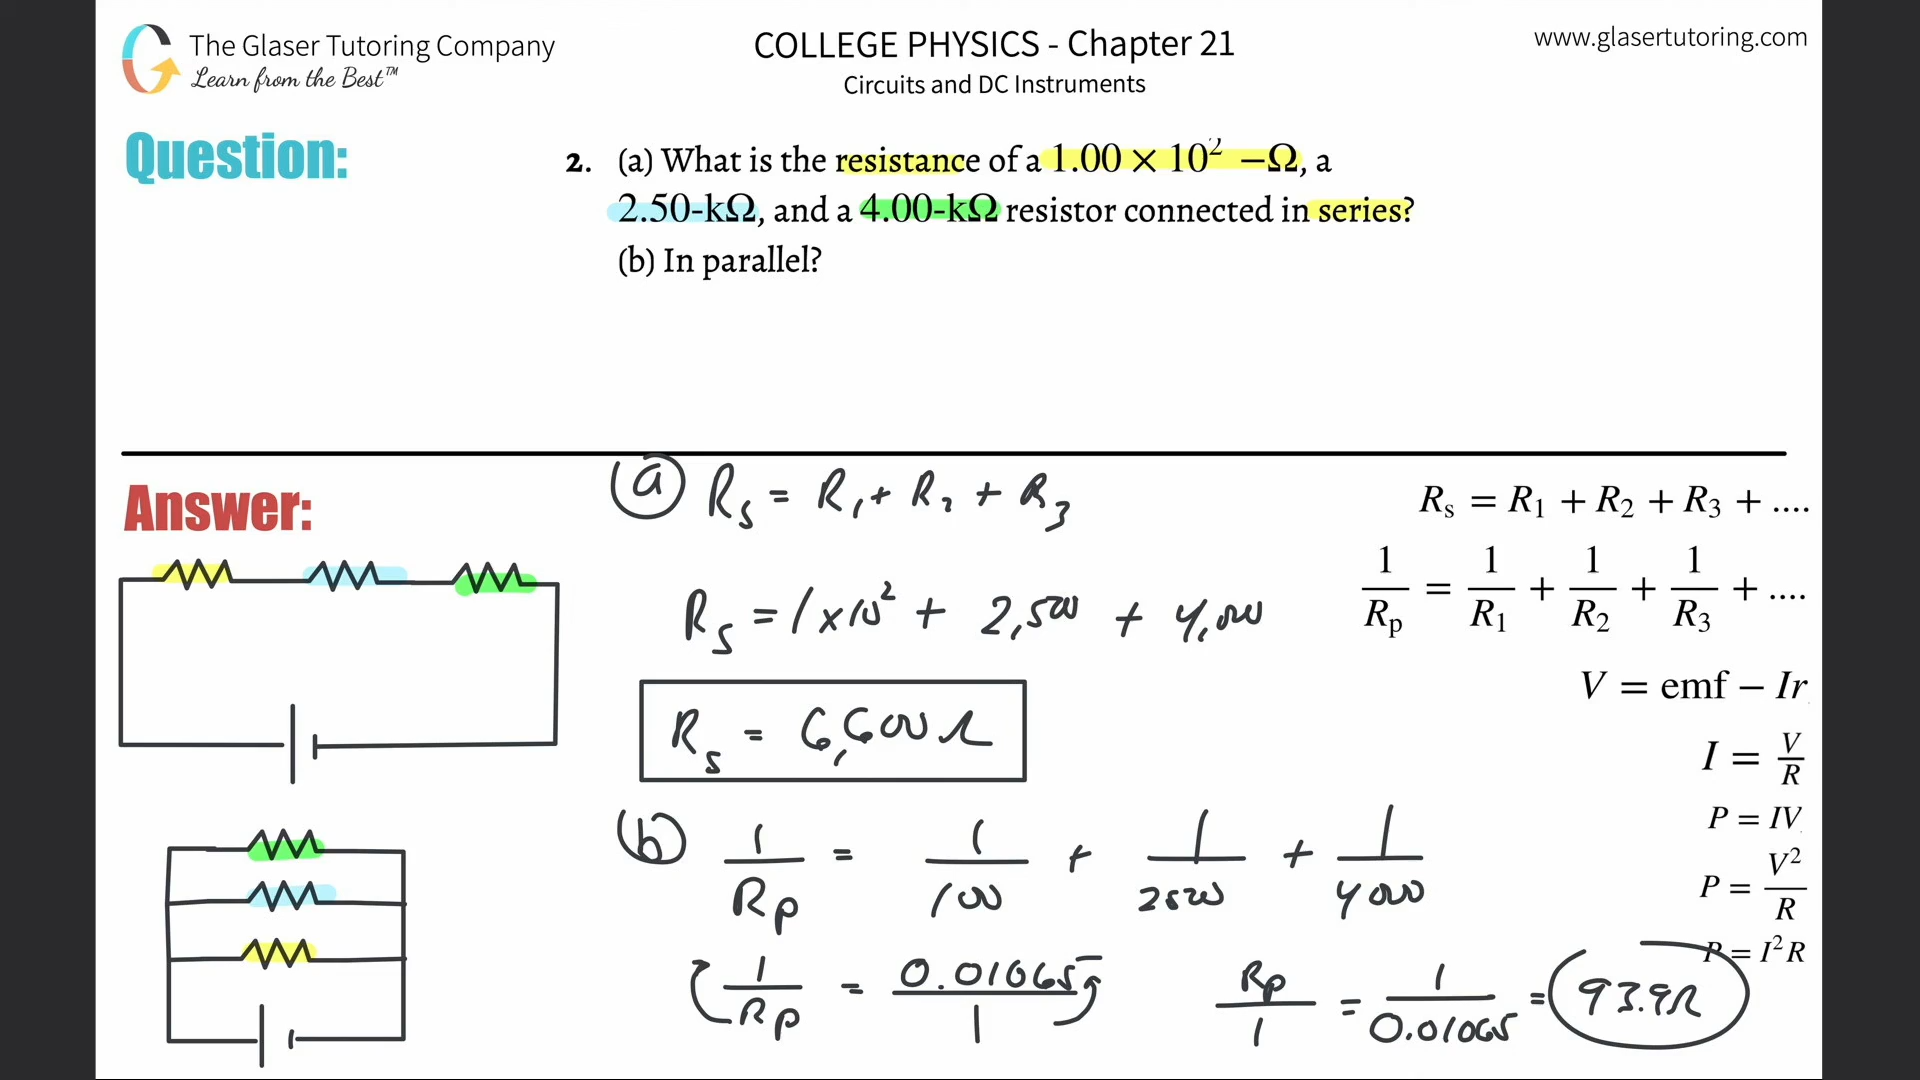 The Glaser Tutoring Company
Learn from the Best™
COLLEGE PHYSICS - Chapter 21
Circuits and DC Instruments
www.glasertutoring.com
Question:
2. (a) What is the resistance of a 1.00 × 10² −Ω, a
2.50-kΩ, and a 4.00-kΩ resistor connected in series?
(b) In parallel?
Answer:
(a) Rs = R1 + R2 + R3
Rs = 1 x 10² + 2,500 + 4,000
Rs = 6,600 Ω
(b) 1/Rp = 1/100 + 1/2500 + 1/4000
(1/Rp = 0.01065/1)
Rp/1 = 1/0.01065 = 93.9Ω
Rs = R1 + R2 + R3 + ....
1/Rp = 1/R1 + 1/R2 + 1/R3 + ....
V = emf − Ir
I = V/R
P = IV
P = V²/R
P = I²R